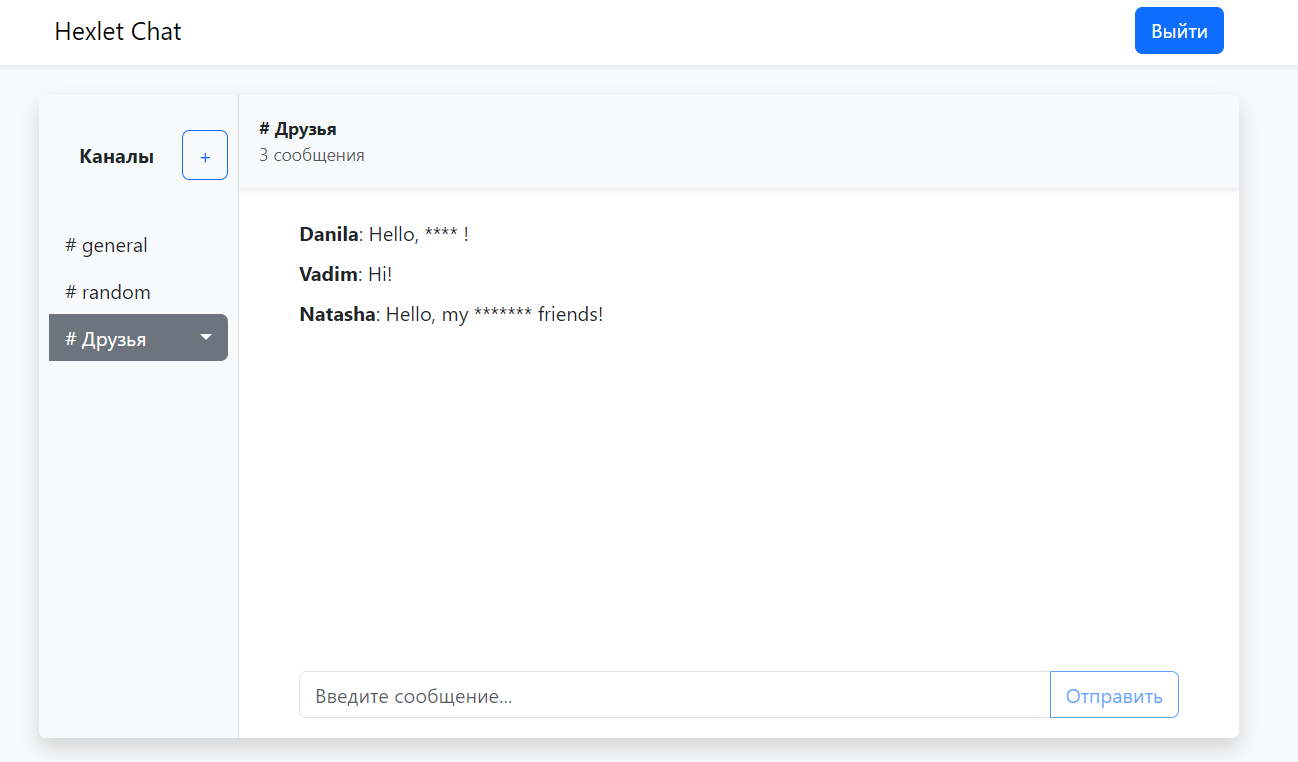 Hexlet Chat
Выйти
Каналы
+
# general
# random
# Друзья
# Друзья
3 сообщения
Danila: Hello, **** !
Vadim: Hi!
Natasha: Hello, my ******* friends!
Введите сообщение...
Отправить